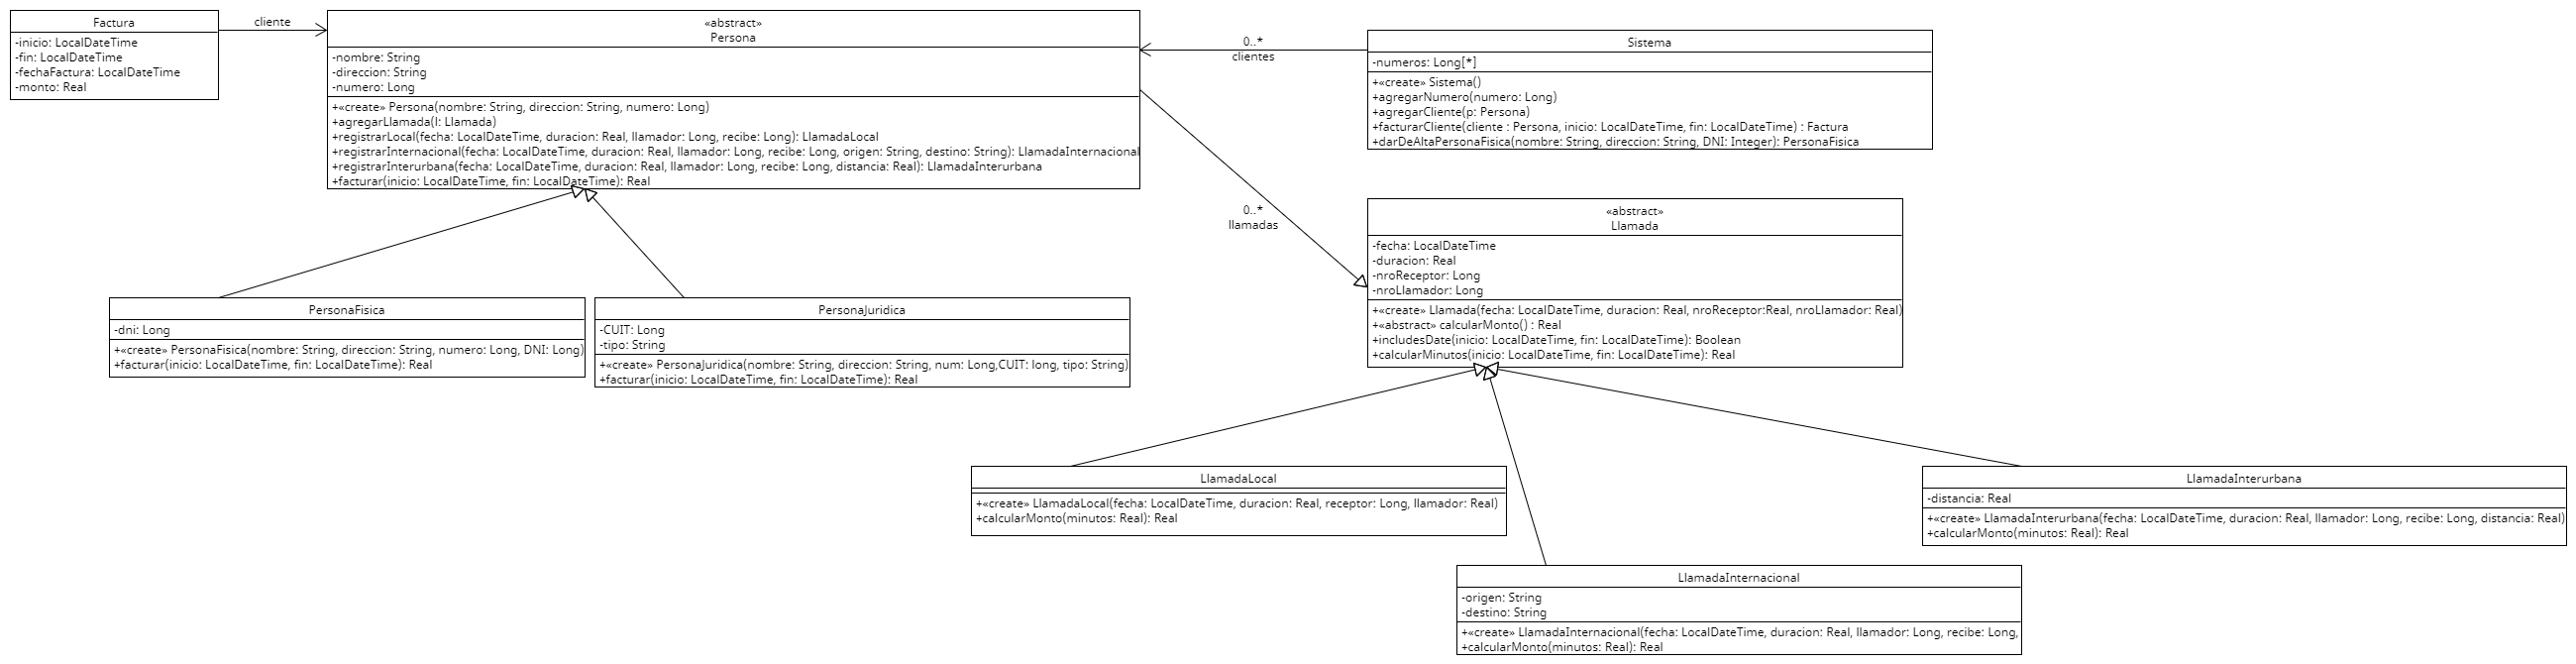 Factura
-inicio: LocalDateTime
-fin: LocalDateTime
-fechaFactura: LocalDateTime
-monto: Real
cliente
«abstract»
Persona
-nombre: String
-direccion: String
-numero: Long
+«create» Persona(nombre: String, direccion: String, numero: Long)
+agregarLlamada(l: Llamada)
+registrarLocal(fecha: LocalDateTime, duracion: Real, llamador: Long, recibe: Long): LlamadaLocal
+registrarInternacional(fecha: LocalDateTime, duracion: Real, llamador: Long, recibe: Long, origen: String, destino: String): LlamadaInternacional
+registrarInterurbana(fecha: LocalDateTime, duracion: Real, llamador: Long, recibe: Long, distancia: Real): LlamadaInterurbana
+facturar(inicio: LocalDateTime, fin: LocalDateTime): Real
0..*
clientes
Sistema
-numeros: Long[*]
+«create» Sistema()
+agregarNumero(numero: Long)
+agregarCliente(p: Persona)
+facturarCliente(cliente : Persona, inicio: LocalDateTime, fin: LocalDateTime) : Factura
+darDeAltaPersonaFisica(nombre: String, direccion: String, DNI: Integer): PersonaFisica
0..*
llamadas
«abstract»
Llamada
-fecha: LocalDateTime
-duracion: Real
-nroReceptor: Long
-nroLlamador: Long
+«create» Llamada(fecha: LocalDateTime, duracion: Real, nroReceptor:Real, nroLlamador: Real)
+«abstract» calcularMonto() : Real
+includesDate(inicio: LocalDateTime, fin: LocalDateTime): Boolean
+calcularMinutos(inicio: LocalDateTime, fin: LocalDateTime): Real
PersonaFisica
-dni: Long
+«create» PersonaFisica(nombre: String, direccion: String, numero: Long, DNI: Long)
+facturar(inicio: LocalDateTime, fin: LocalDateTime): Real
PersonaJuridica
-CUIT: Long
-tipo: String
+«create» PersonaJuridica(nombre: String, direccion: String, num: Long,CUIT: long, tipo: String)
+facturar(inicio: LocalDateTime, fin: LocalDateTime): Real
LlamadaLocal
+«create» LlamadaLocal(fecha: LocalDateTime, duracion: Real, receptor: Long, llamador: Real)
+calcularMonto(minutos: Real): Real
LlamadaInterurbana
-distancia: Real
+«create» LlamadaInterurbana(fecha: LocalDateTime, duracion: Real, llamador: Long, recibe: Long, distancia: Real)
+calcularMonto(minutos: Real): Real
LlamadaInternacional
-origen: String
-destino: String
+«create» LlamadaInternacional(fecha: LocalDateTime, duracion: Real, llamador: Long, recibe: Long,
+calcularMonto(minutos: Real): Real